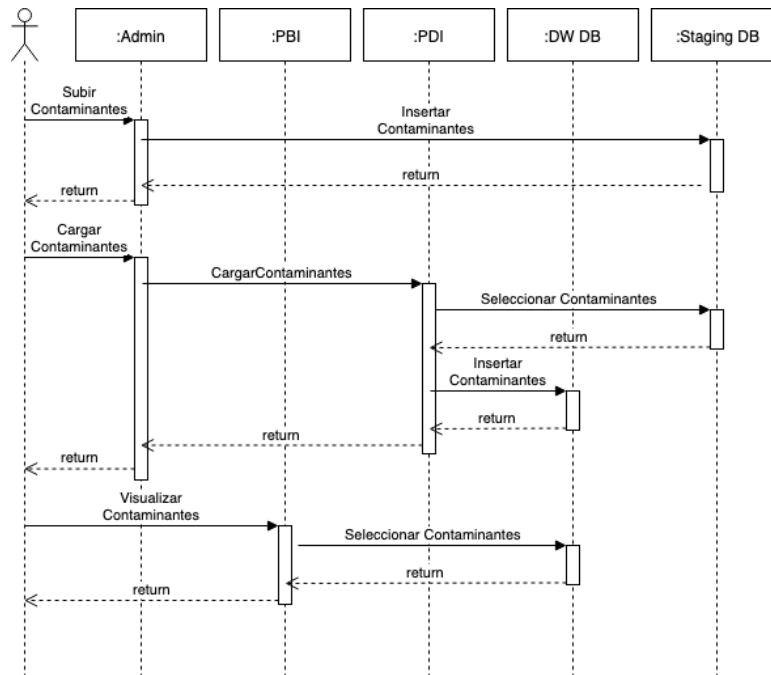 :Admin
:PBI
:PDI
:DW DB
:Staging DB
Subir
Contaminantes
Insertar
Contaminantes
return
return
Cargar
Contaminantes
CargarContaminantes
Seleccionar Contaminantes
return
Insertar
Contaminantes
return
return
return
Visualizar
Contaminantes
Seleccionar Contaminantes
return
return